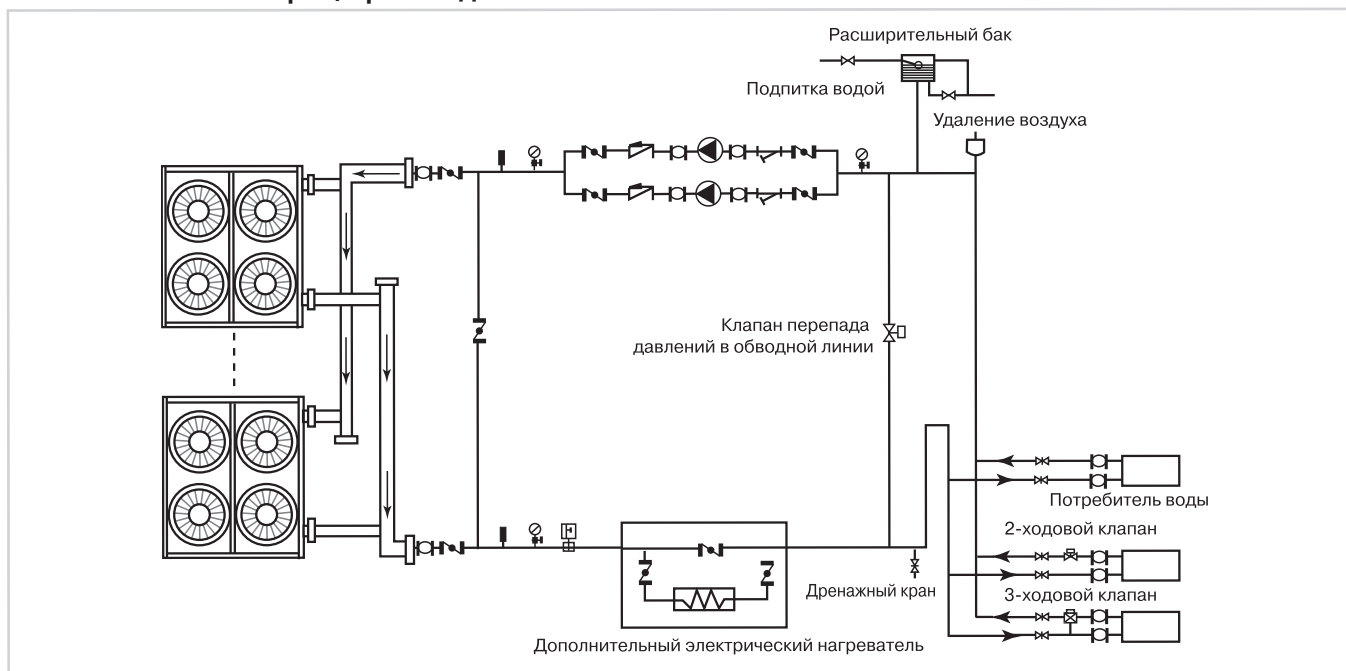 Расширительный бак
Подпитка водой
Удаление воздуха
Клапан перепада
давлений в обводной линии
Потребитель воды
2-ходовой клапан
3-ходовой клапан
Дренажный кран
Дополнительный электрический нагреватель